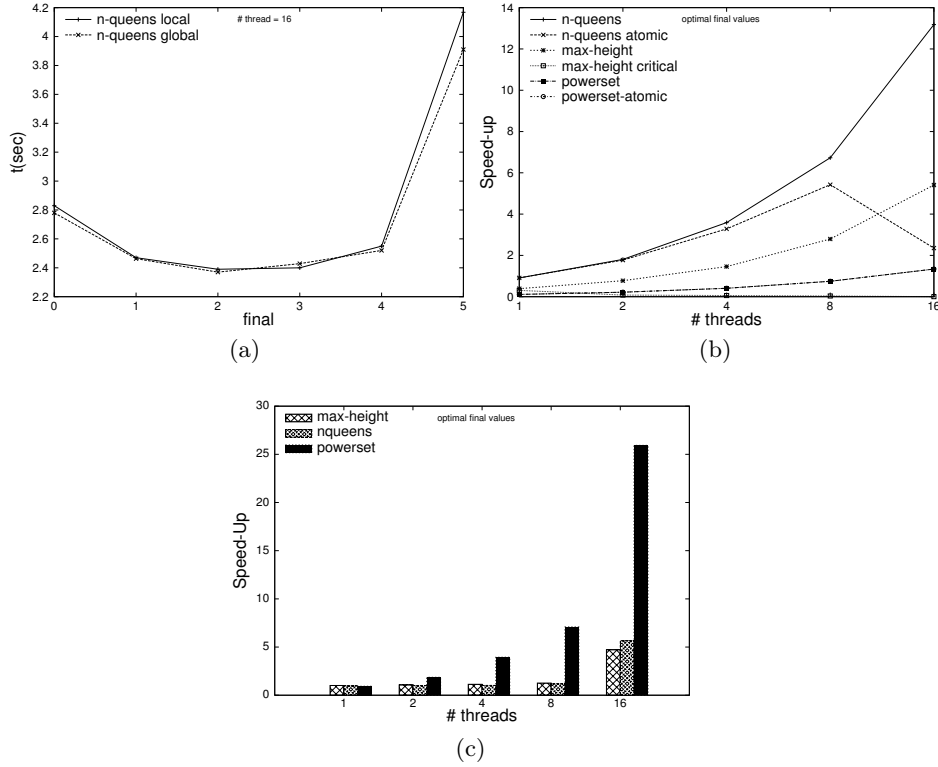 n-queens local
n-queens global
# thread = 16
4.2
4
3.8
3.6
3.4
3.2
3
2.8
2.6
2.4
2.2
t(sec)
0 1 2 3 4 5
final
(a)
n-queens
n-queens atomic
max-height
max-height critical
powerset
powerset-atomic
optimal final values
14
12
10
8
6
4
2
0
Speed-up
1 2 4 8 16
# threads
(b)
max-height
nqueens
powerset
optimal final values
30
25
20
15
10
5
0
Speed-Up
1 2 4 8 16
# threads
(c)